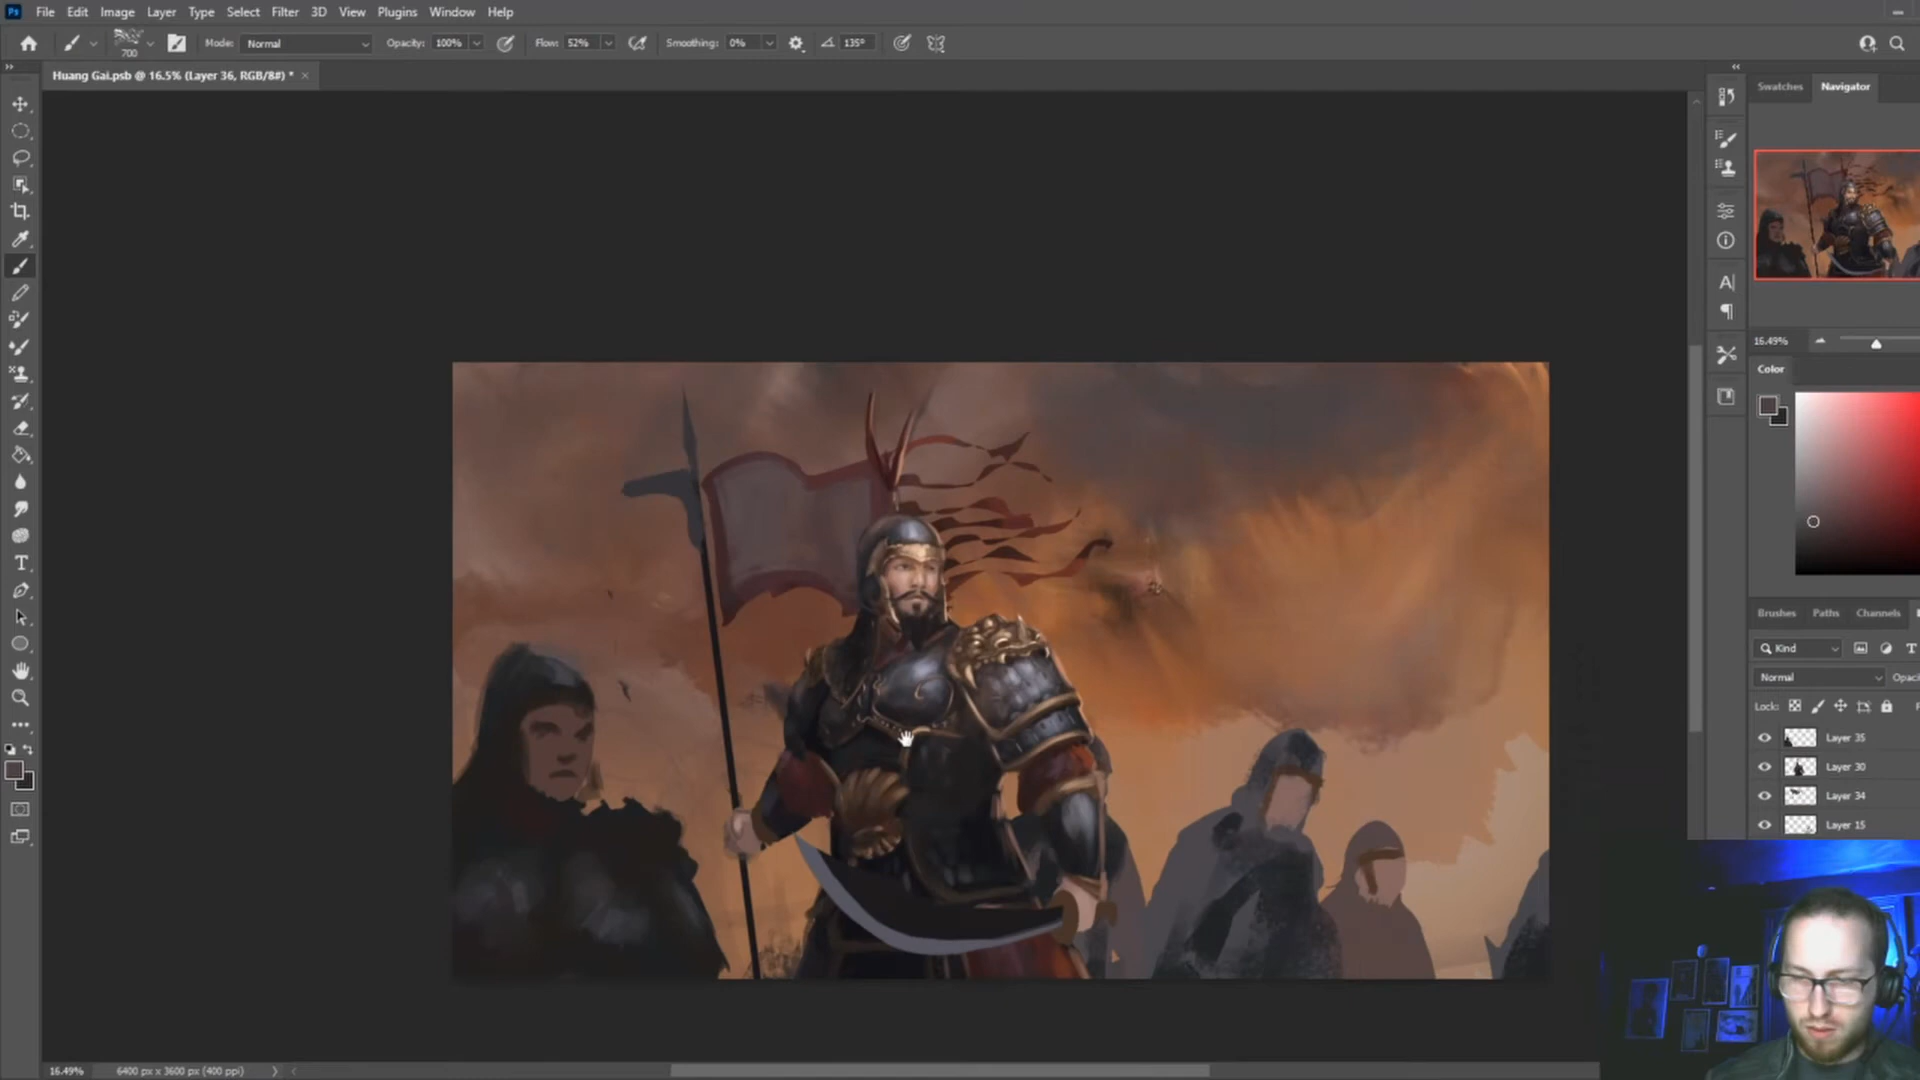 Ps File Edit Image Layer Type Select Filter 3D View Plugins Window Help
700 Mode: Normal Opacity: 100% Flow: 52% Smoothing: 0% 135°
Huang Gai.psb @ 16.5% (Layer 36, RGB/8#) *
Swatches Navigator
16.49%
Color
Brushes Paths Channels
Kind
Normal Opac
Lock:
Layer 35
Layer 30
Layer 34
Layer 15
16.49% 6400 px x 3600 px (400 ppi)